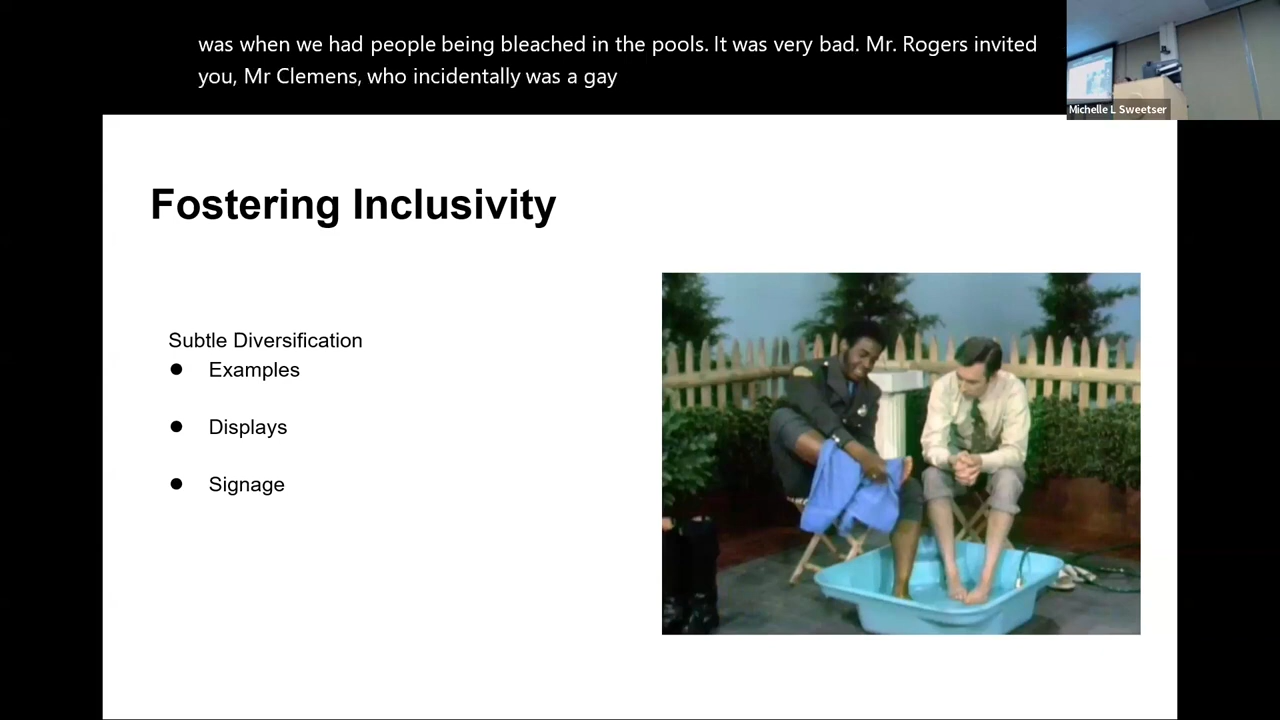 was when we had people being bleached in the pools. It was very bad. Mr. Rogers invited
you, Mr Clemens, who incidentally was a gay
Michelle L Sweetser
Fostering Inclusivity
Subtle Diversification
● Examples
● Displays
● Signage